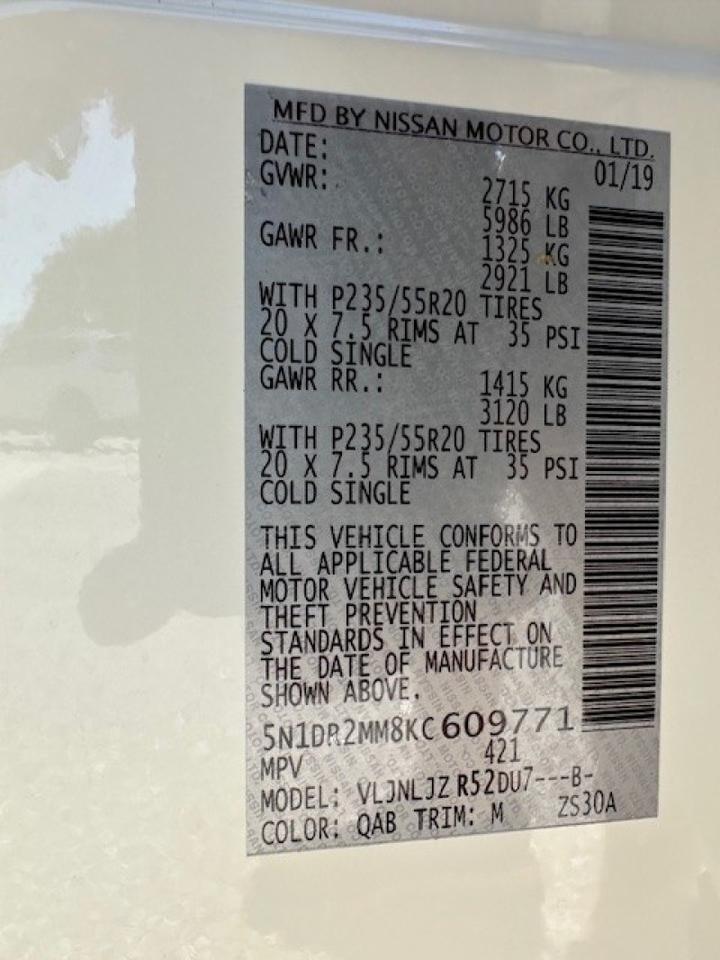 MFD BY NISSAN MOTOR CO., LTD.
DATE: 01/19
GVWR: 2715 KG
5986 LB
GAWR FR.: 1325 KG
2921 LB
WITH P235/55R20 TIRES
20 X 7.5 RIMS AT 35 PSI
COLD SINGLE
GAWR RR.: 1415 KG
3120 LB
WITH P235/55R20 TIRES
20 X 7.5 RIMS AT 35 PSI
COLD SINGLE
THIS VEHICLE CONFORMS TO
ALL APPLICABLE FEDERAL
MOTOR VEHICLE SAFETY AND
THEFT PREVENTION
STANDARDS IN EFFECT ON
THE DATE OF MANUFACTURE
SHOWN ABOVE.
5N1DR2MM8KC609771
MPV 421
MODEL: VLJNLJZ R52DU7---B-
COLOR: QAB TRIM: M ZS30A